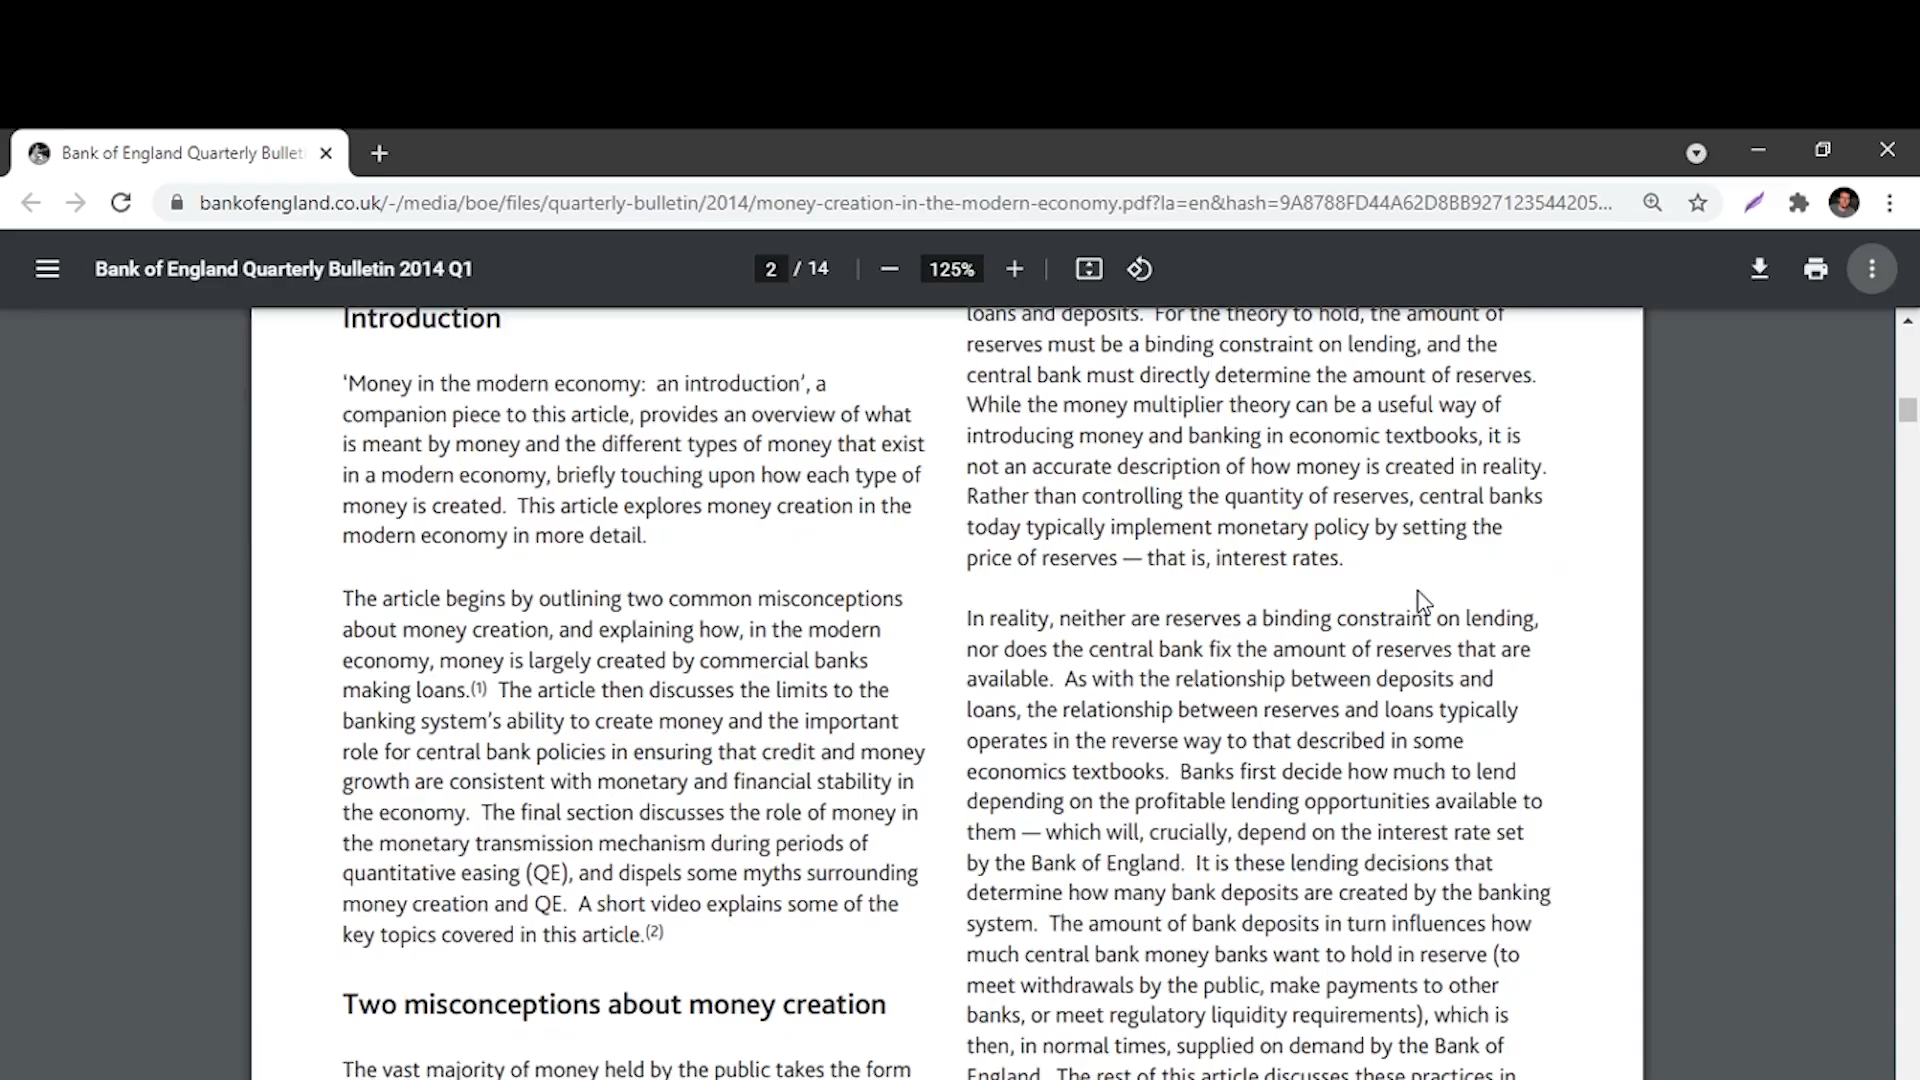 Bank of England Quarterly Bulleti
bankofengland.co.uk/-/media/boe/files/quarterly-bulletin/2014/money-creation-in-the-modern-economy.pdf?la=en&hash=9A8788FD44A62D8BB927123544205...
Bank of England Quarterly Bulletin 2014 Q1
2 / 14
125%
Introduction
‘Money in the modern economy: an introduction’, a
companion piece to this article, provides an overview of what
is meant by money and the different types of money that exist
in a modern economy, briefly touching upon how each type of
money is created. This article explores money creation in the
modern economy in more detail.
The article begins by outlining two common misconceptions
about money creation, and explaining how, in the modern
economy, money is largely created by commercial banks
making loans.(1) The article then discusses the limits to the
banking system’s ability to create money and the important
role for central bank policies in ensuring that credit and money
growth are consistent with monetary and financial stability in
the economy. The final section discusses the role of money in
the monetary transmission mechanism during periods of
quantitative easing (QE), and dispels some myths surrounding
money creation and QE. A short video explains some of the
key topics covered in this article.(2)
Two misconceptions about money creation
The vast majority of money held by the public takes the form
loans and deposits. For the theory to hold, the amount of
reserves must be a binding constraint on lending, and the
central bank must directly determine the amount of reserves.
While the money multiplier theory can be a useful way of
introducing money and banking in economic textbooks, it is
not an accurate description of how money is created in reality.
Rather than controlling the quantity of reserves, central banks
today typically implement monetary policy by setting the
price of reserves — that is, interest rates.
In reality, neither are reserves a binding constraint on lending,
nor does the central bank fix the amount of reserves that are
available. As with the relationship between deposits and
loans, the relationship between reserves and loans typically
operates in the reverse way to that described in some
economics textbooks. Banks first decide how much to lend
depending on the profitable lending opportunities available to
them — which will, crucially, depend on the interest rate set
by the Bank of England. It is these lending decisions that
determine how many bank deposits are created by the banking
system. The amount of bank deposits in turn influences how
much central bank money banks want to hold in reserve (to
meet withdrawals by the public, make payments to other
banks, or meet regulatory liquidity requirements), which is
then, in normal times, supplied on demand by the Bank of
England. The rest of this article discusses these practices in